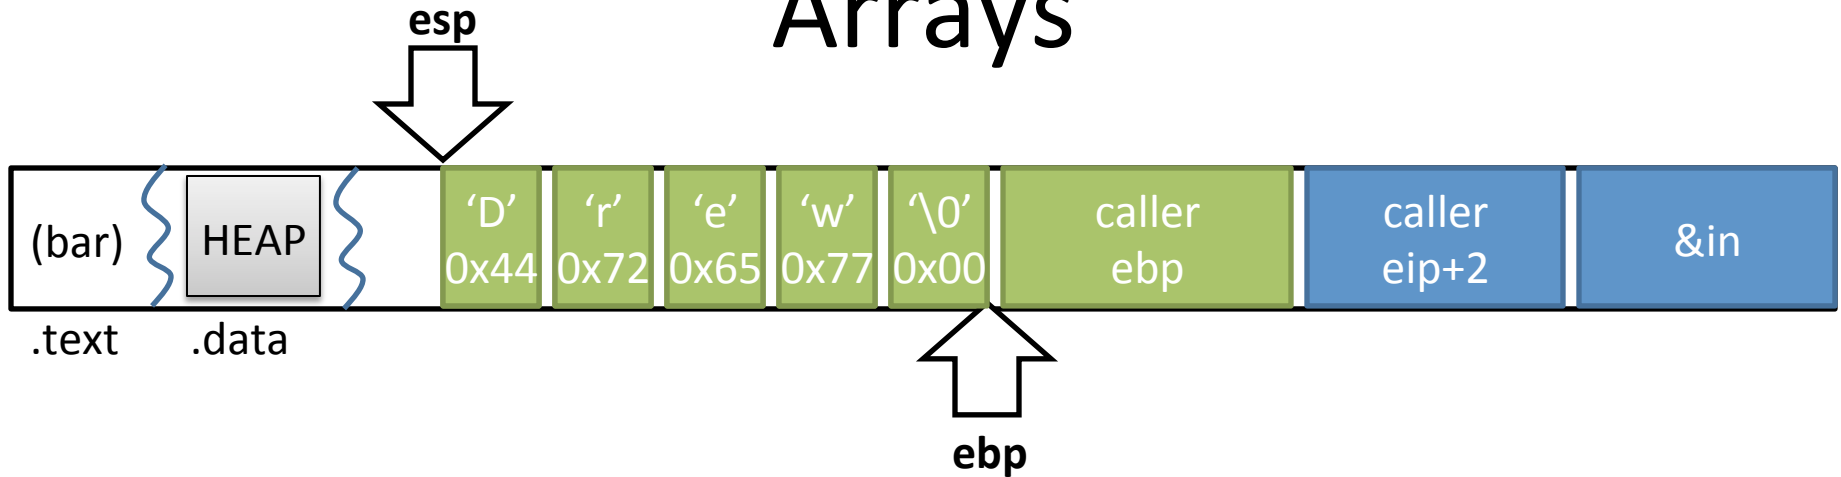 Arrays
esp
(bar)
HEAP
‘D’
0x44
‘r’
0x72
‘e’
0x65
‘w’
0x77
‘\0’
0x00
caller
ebp
caller
eip+2
&in
.text
.data
ebp